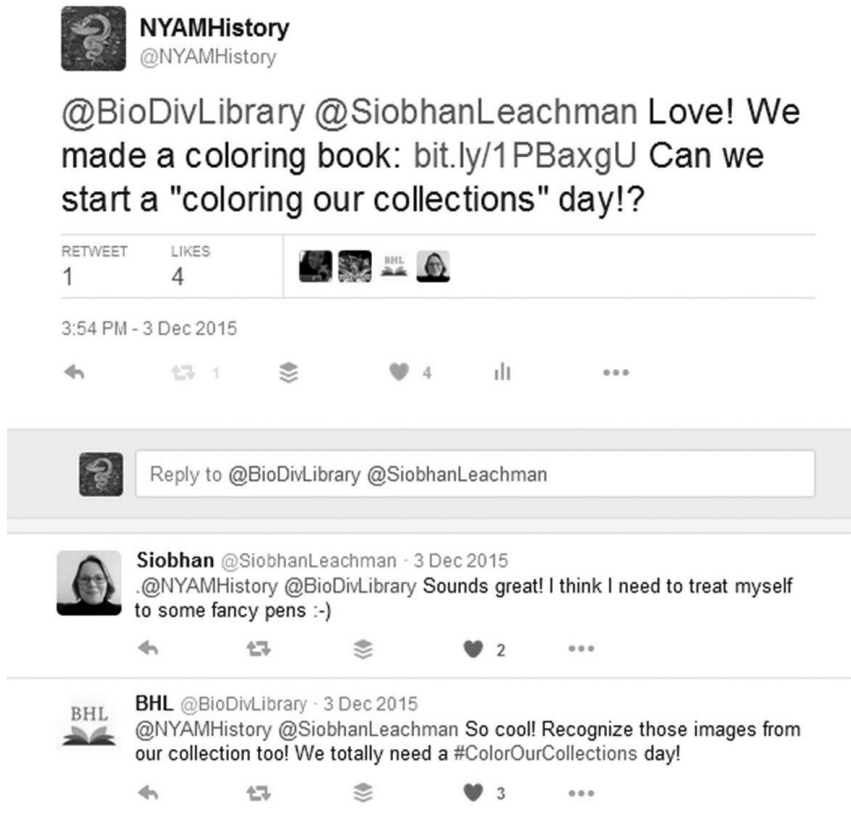 NYAMHistory
@NYAMHistory
@BioDivLibrary @SiobhanLeachman Love! We
made a coloring book: bit.ly/1PBaxgU Can we
start a "coloring our collections" day!?
RETWEET LIKES
1 4
BHL
3:54 PM - 3 Dec 2015
1 4
Reply to @BioDivLibrary @SiobhanLeachman
Siobhan @SiobhanLeachman · 3 Dec 2015
.@NYAMHistory @BioDivLibrary Sounds great! I think I need to treat myself
to some fancy pens :-)
2
BHL
BHL @BioDivLibrary · 3 Dec 2015
@NYAMHistory @SiobhanLeachman So cool! Recognize those images from
our collection too! We totally need a #ColorOurCollections day!
3